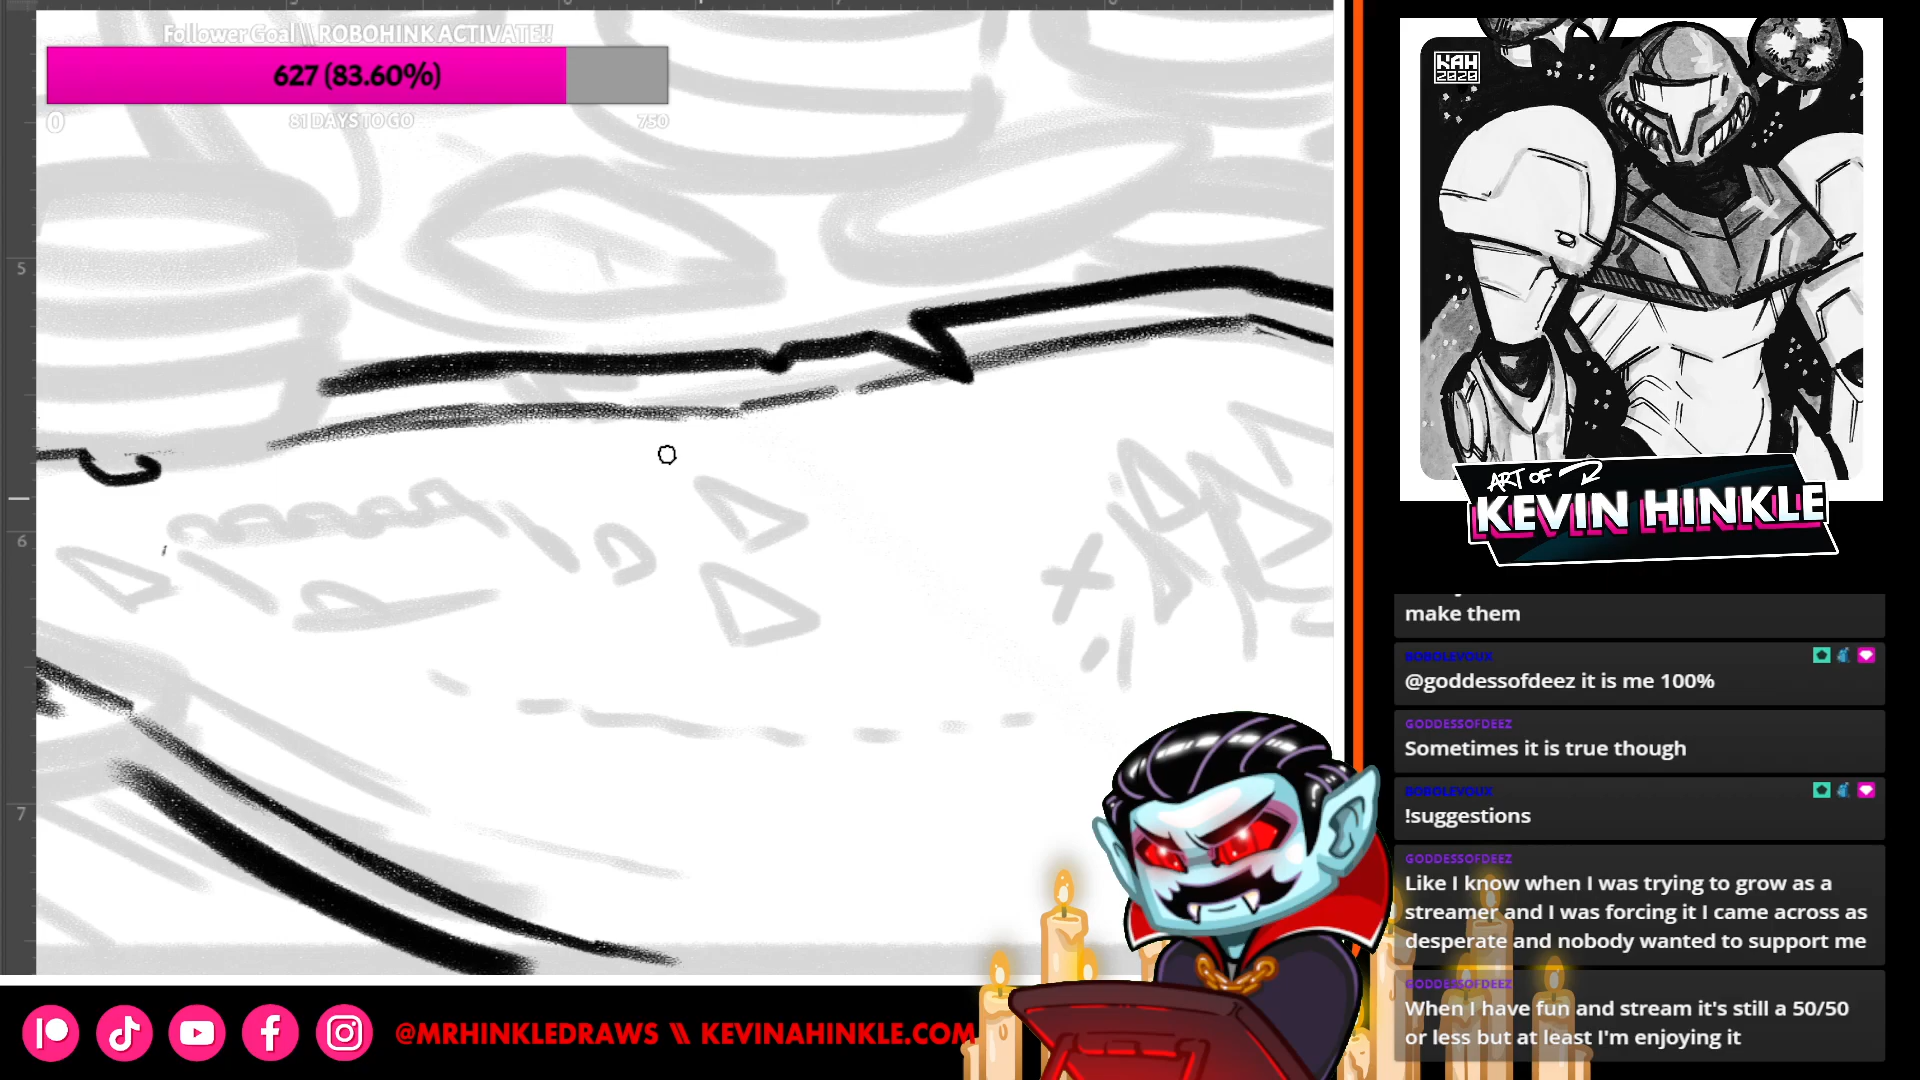 Follower Goal \\ ROBOHINK ACTIVATE!!
627 (83.60%)
0
81 DAYS TO GO
750
5
6
7
KAH
2020
ART OF
KEVIN HINKLE
make them
BOBOLEVOUX
@goddessofdeez it is me 100%
GODDESSOFDEEZ
Sometimes it is true though
BOBOLEVOUX
!suggestions
GODDESSOFDEEZ
Like I know when I was trying to grow as a
streamer and I was forcing it I came across as
desperate and nobody wanted to support me
GODDESSOFDEEZ
When I have fun and stream it's still a 50/50
or less but at least I'm enjoying it
@MRHINKLEDRAWS \\ KEVINAHINKLE.COM